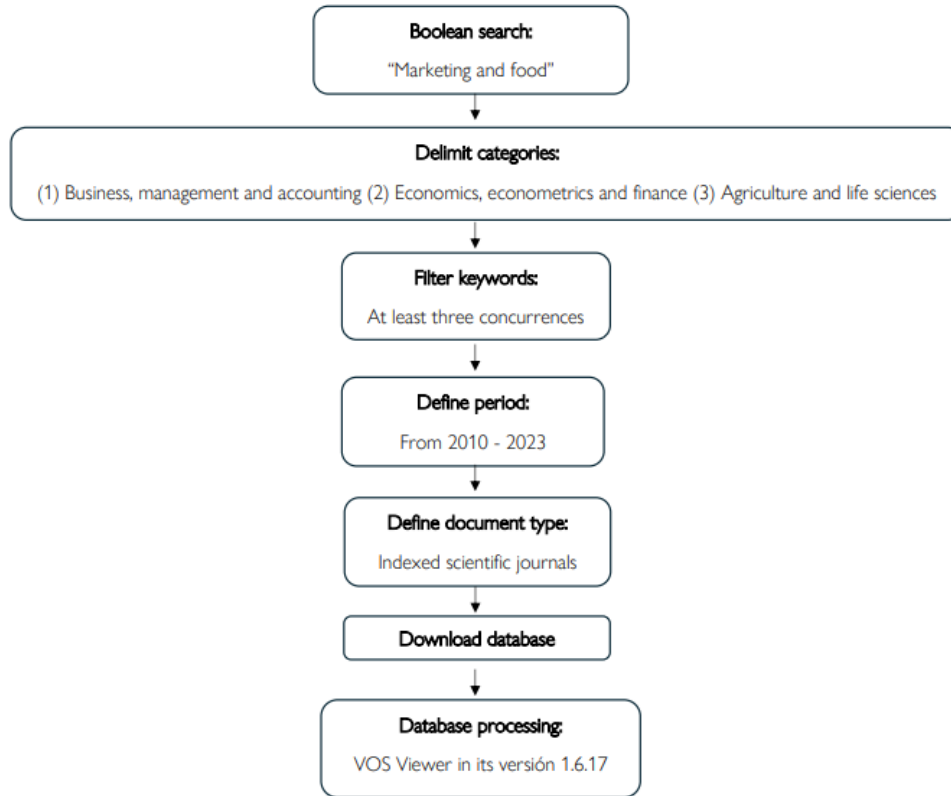 Boolean search:
“Marketing and food”
Delimit categories:
(1) Business, management and accounting (2) Economics, econometrics and finance (3) Agriculture and life sciences
Filter keywords:
At least three concurrences
Define period:
From 2010 - 2023
Define document type:
Indexed scientific journals
Download database
Database processing:
VOS Viewer in its versión 1.6.17